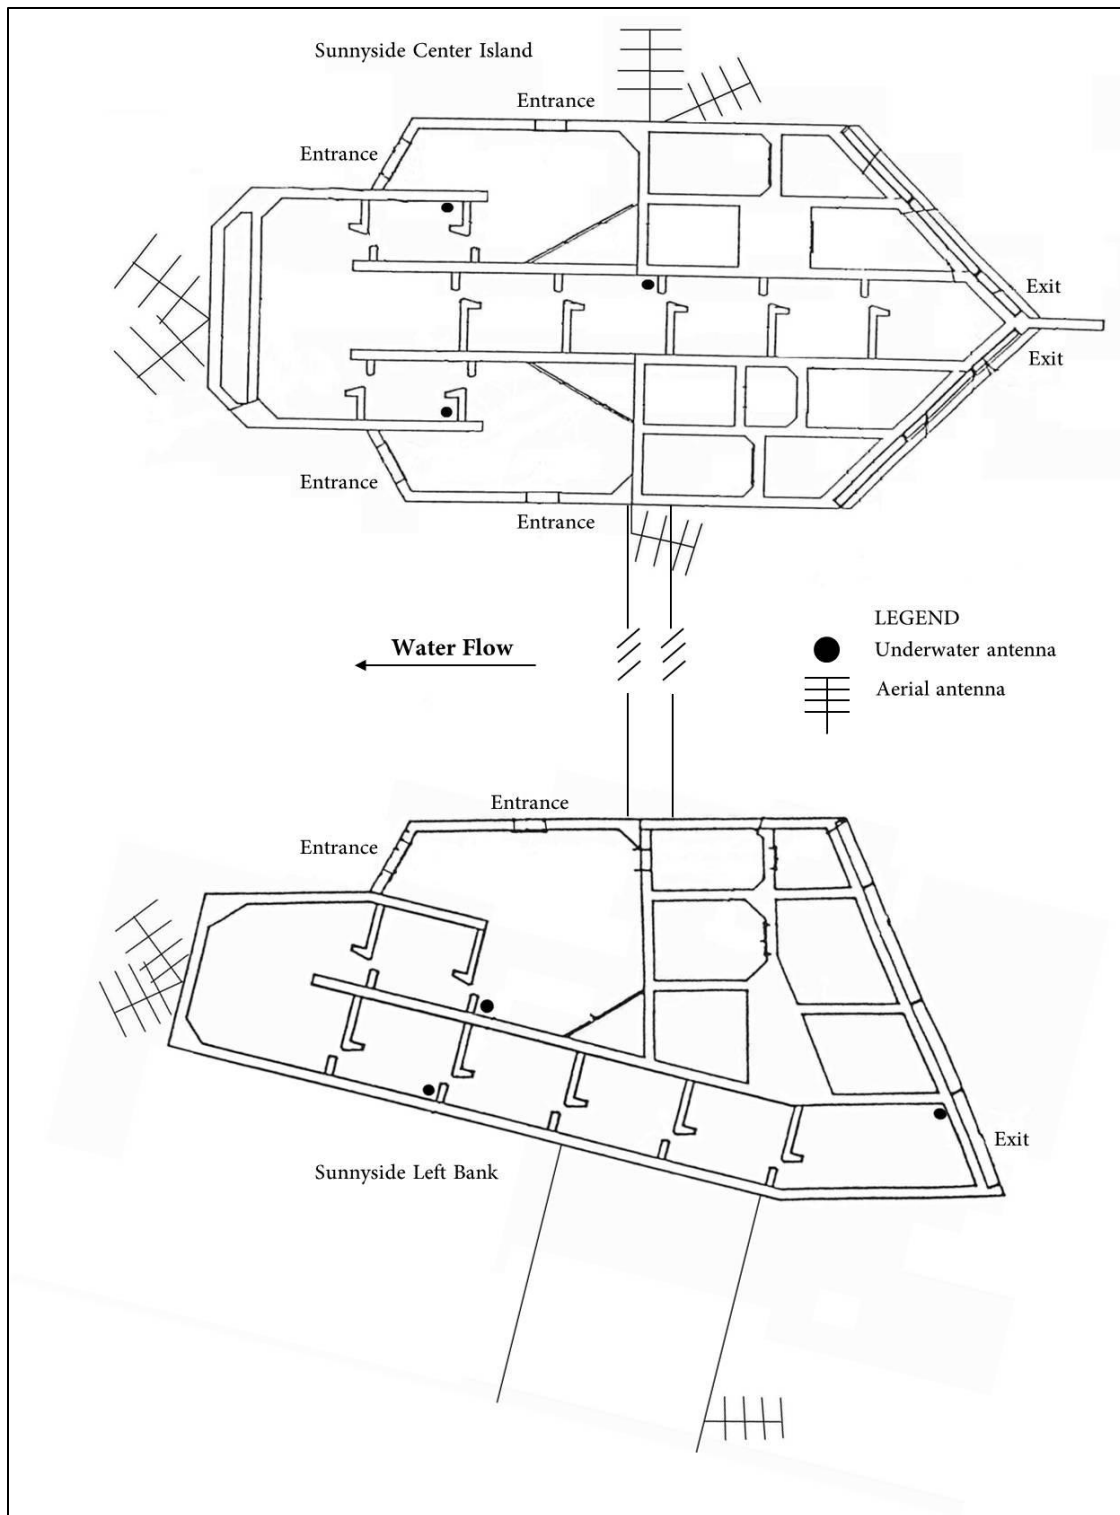 Sunnyside Center Island
Entrance
Entrance
Exit
Exit
Entrance
Entrance
LEGEND
Water Flow
Underwater antenna
Aerial antenna
Entrance
Entrance
Exit
Sunnyside Left Bank